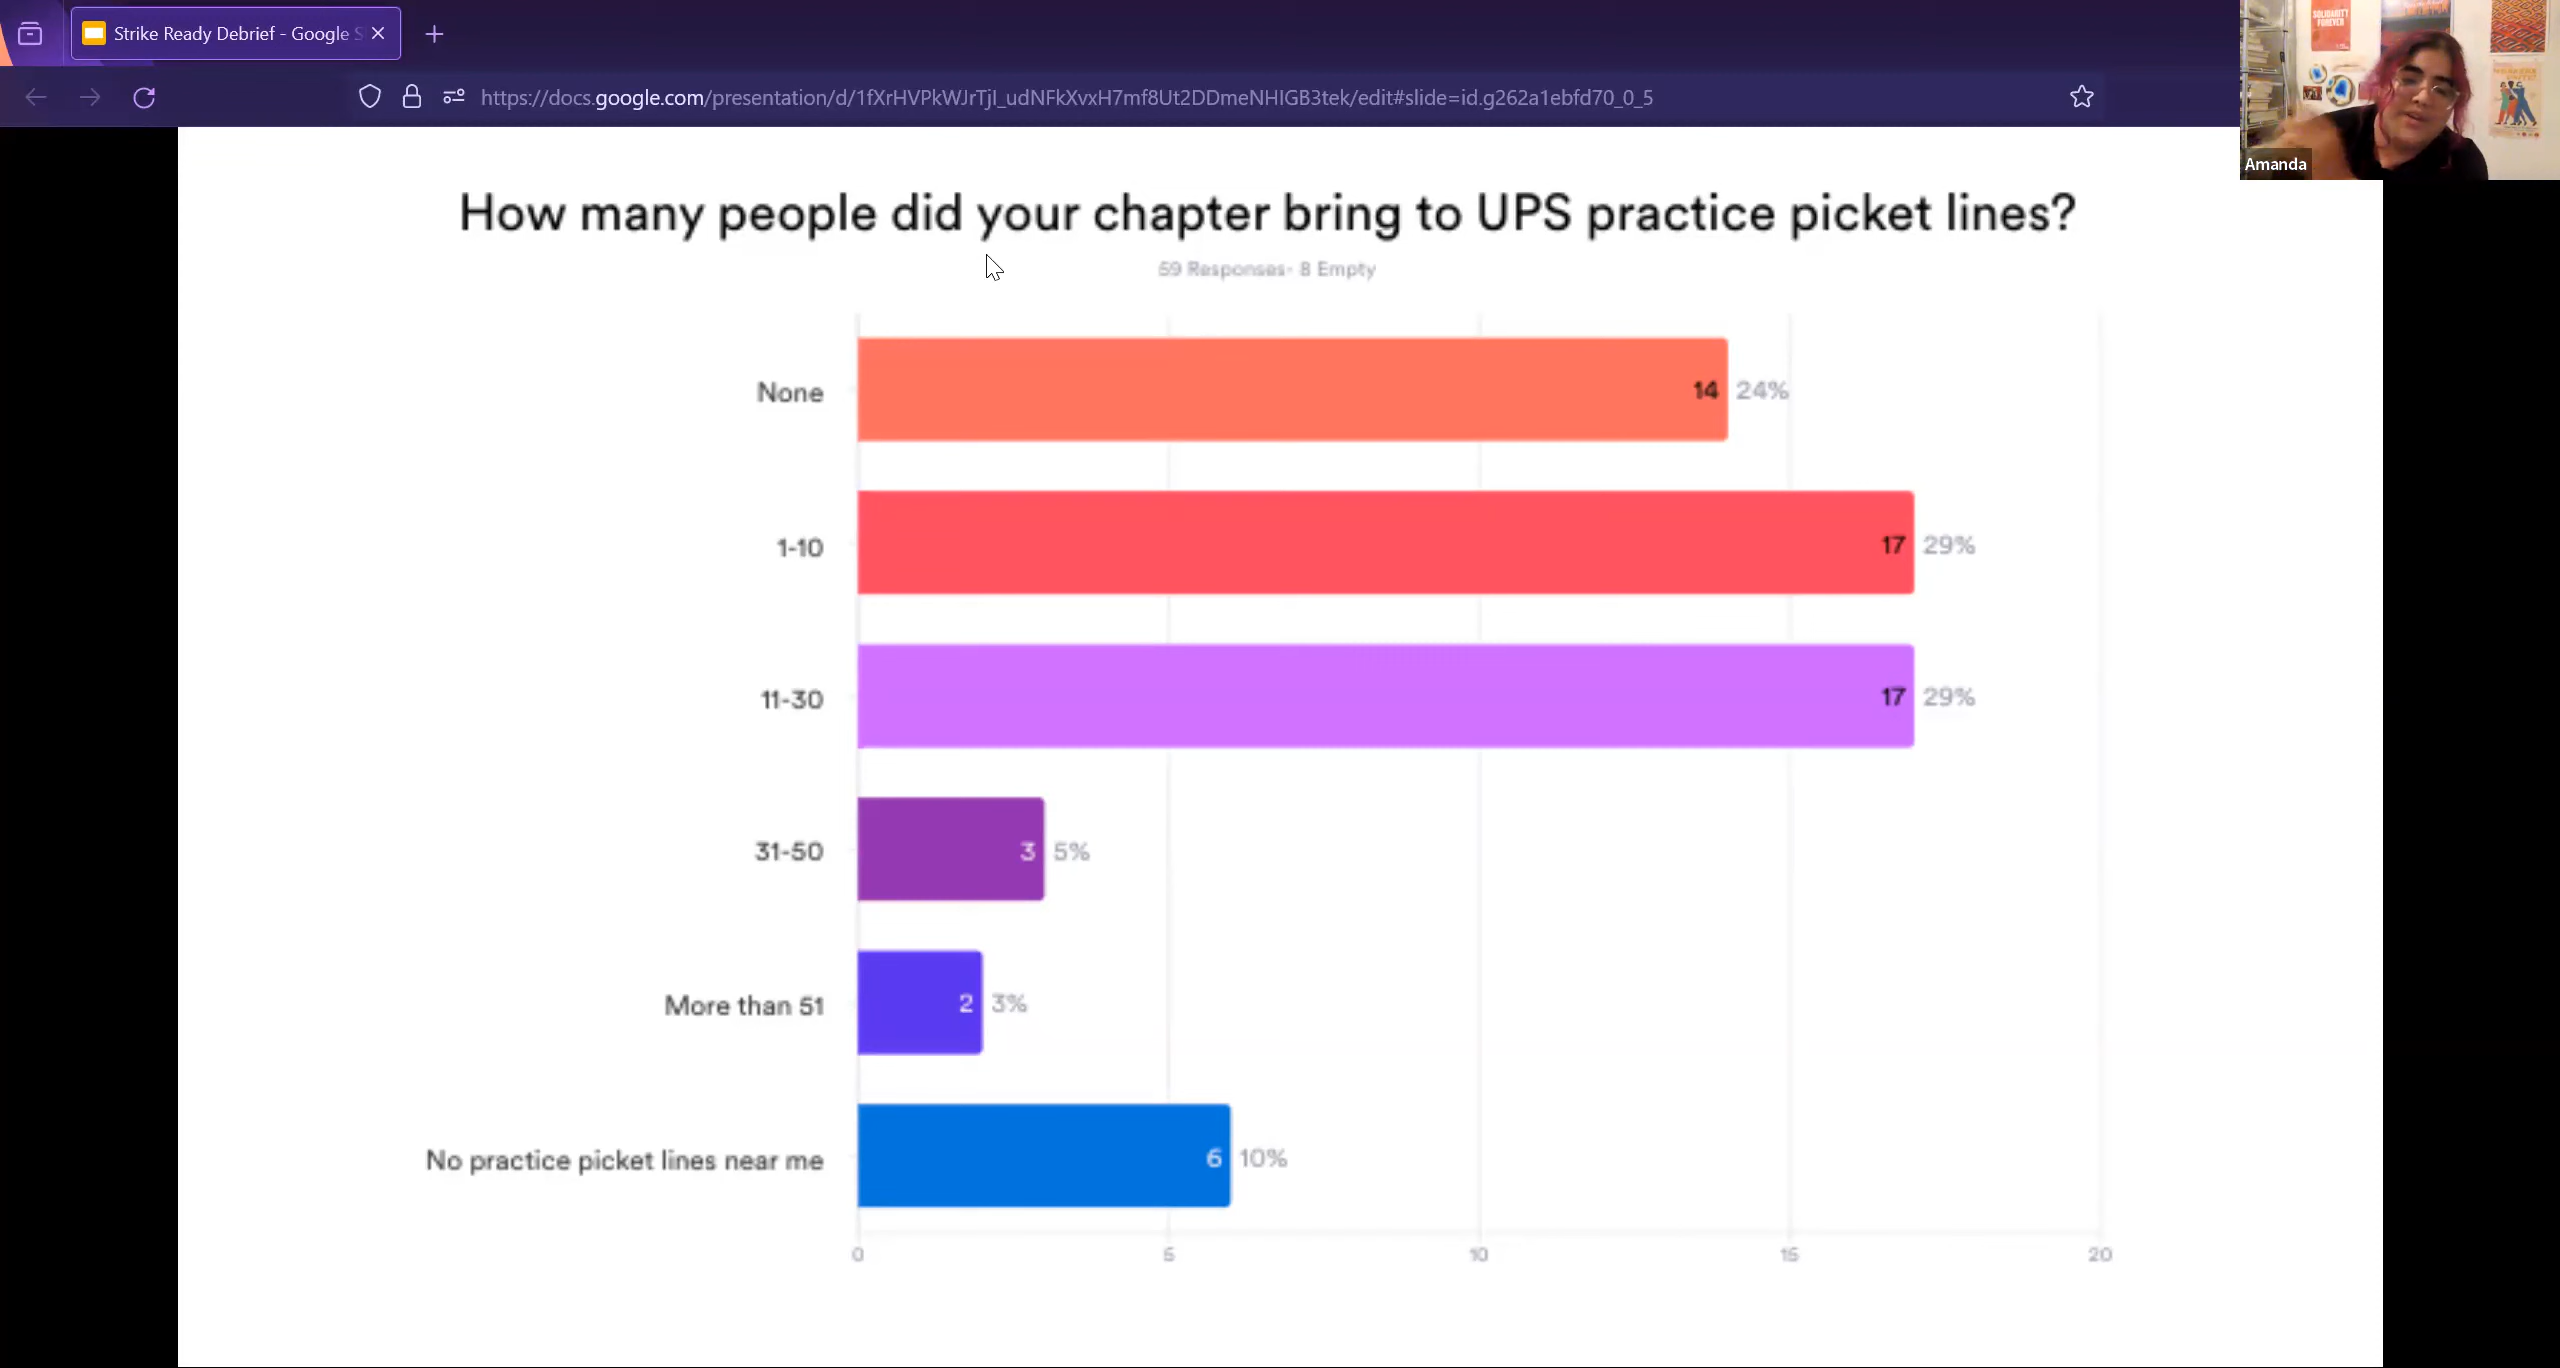 Strike Ready Debrief - Google S
https://docs.google.com/presentation/d/1fXrHVPkWJrTjI_udNFkXvxH7mf8Ut2DDmeNHIGB3tek/edit#slide=id.g262a1ebfd70_0_5
SOLIDARITY
FOREVER
Amanda
How many people did your chapter bring to UPS practice picket lines?
59 Responses- 8 Empty
None
14 24%
1-10
17 29%
11-30
17 29%
31-50
3 5%
More than 51
2 3%
No practice picket lines near me
6 10%
0 5 10 15 20